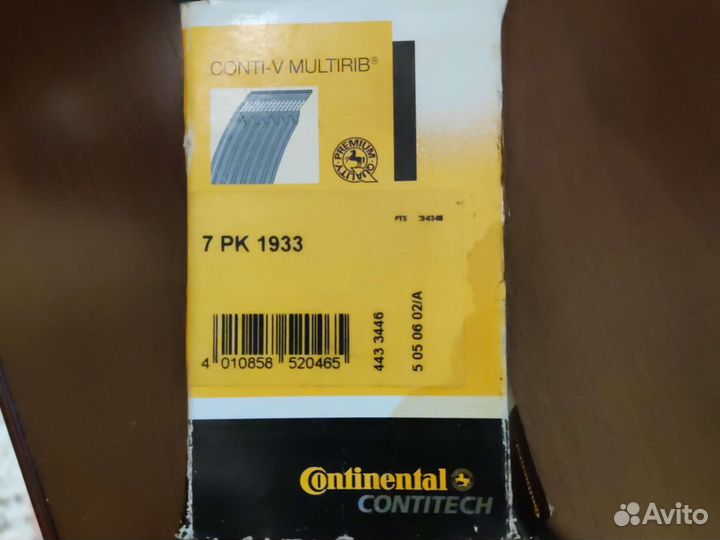 CONTI-V MULTIRIB®
PREMIUM
QUALITY
PTS
7 PK 1933
4 010858 520465
443 3446
5 05 06 02/A
Continental
CONTITECH
Avito